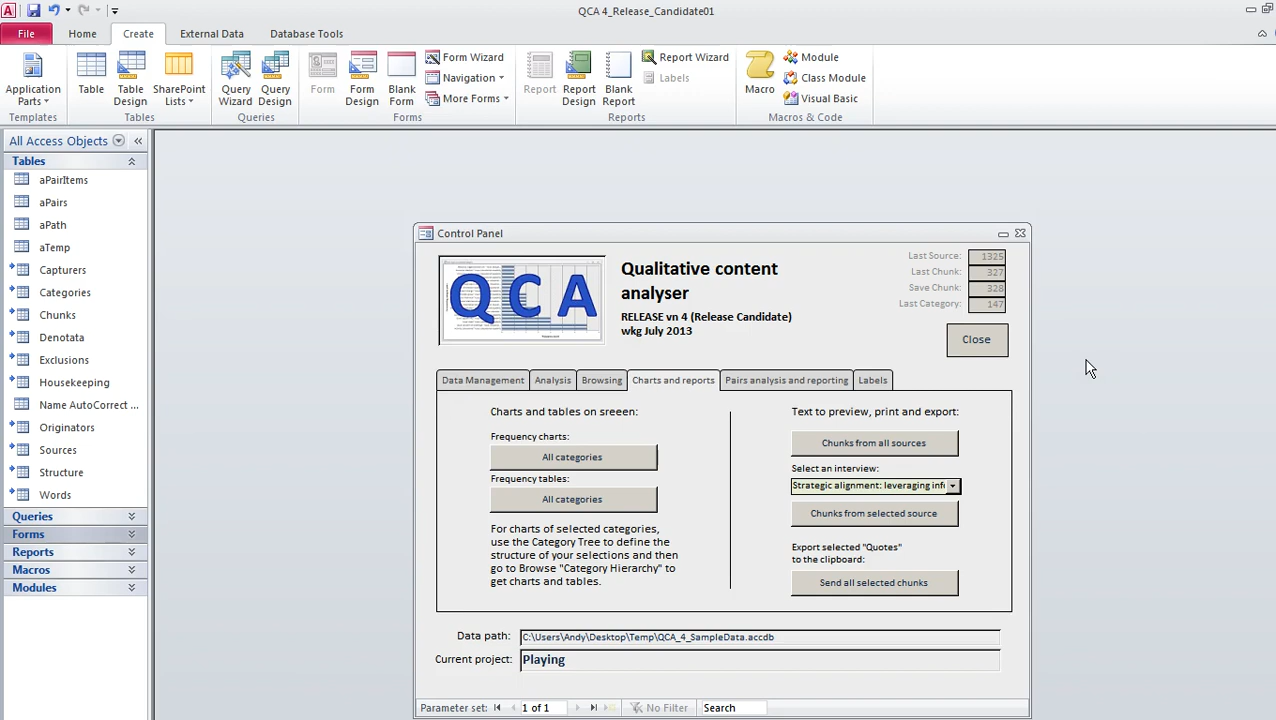 QCA 4_Release_Candidate01
File Home Create External Data Database Tools
Application Parts
Templates
Table
Table Design
SharePoint Lists
Tables
Query Wizard
Query Design
Queries
Form
Form Design
Blank Form
Form Wizard
Navigation
More Forms
Forms
Report
Report Design
Blank Report
Report Wizard
Labels
Reports
Macro
Module
Class Module
Visual Basic
Macros & Code
All Access Objects
Tables
aPairItems
aPairs
aPath
aTemp
Capturers
Categories
Chunks
Denotata
Exclusions
Housekeeping
Name AutoCorrect ...
Originators
Sources
Structure
Words
Queries
Forms
Reports
Macros
Modules
Control Panel
QCA
Qualitative content
analyser
RELEASE vn 4 (Release Candidate)
wkg July 2013
Last Source: 1325
Last Chunk: 327
Save Chunk: 328
Last Category: 147
Close
Data Management Analysis Browsing Charts and reports Pairs analysis and reporting Labels
Charts and tables on sreeen:
Frequency charts:
All categories
Frequency tables:
All categories
For charts of selected categories,
use the Category Tree to define the
structure of your selections and then
go to Browse "Category Hierarchy" to
get charts and tables.
Text to preview, print and export:
Chunks from all sources
Select an interview:
Strategic alignment: leveraging inf
Chunks from selected source
Export selected "Quotes"
to the clipboard:
Send all selected chunks
Data path: C:\Users\Andy\Desktop\Temp\QCA_4_SampleData.accdb
Current project: Playing
Parameter set: 1 of 1 No Filter Search